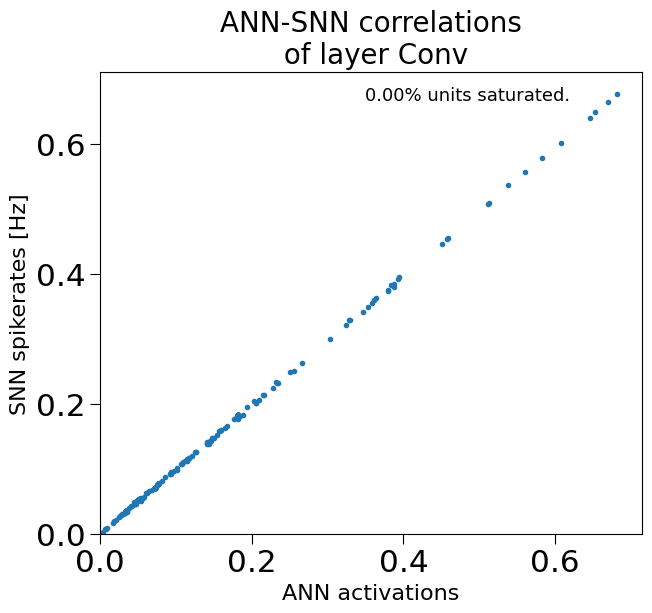 ANN-SNN correlations
of layer Conv
0.00% units saturated.
SNN spikerates [Hz]
0.6
0.4
0.2
0.0
0.0 0.2 0.4 0.6
ANN activations